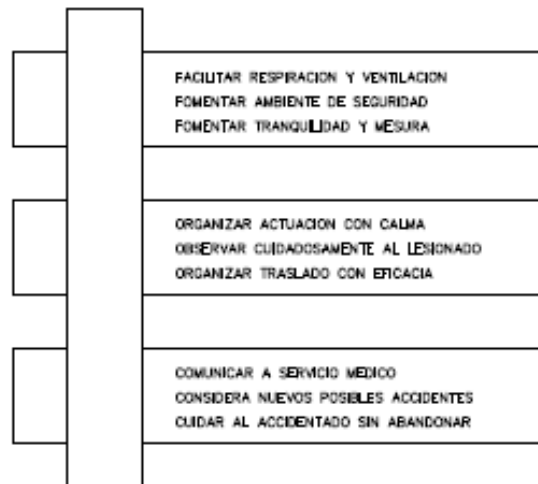 FACILITAR RESPIRACION Y VENTILACION
FOMENTAR AMBIENTE DE SEGURIDAD
FOMENTAR TRANQUILIDAD Y MESURA
ORGANIZAR ACTUACION CON CALMA
OBSERVAR CUIDADOSAMENTE AL LESIONADO
ORGANIZAR TRASLADO CON EFICACIA
COMUNICAR A SERVICIO MEDICO
CONSIDERA NUEVOS POSIBLES ACCIDENTES
CUIDAR AL ACCIDENTADO SIN ABANDONAR